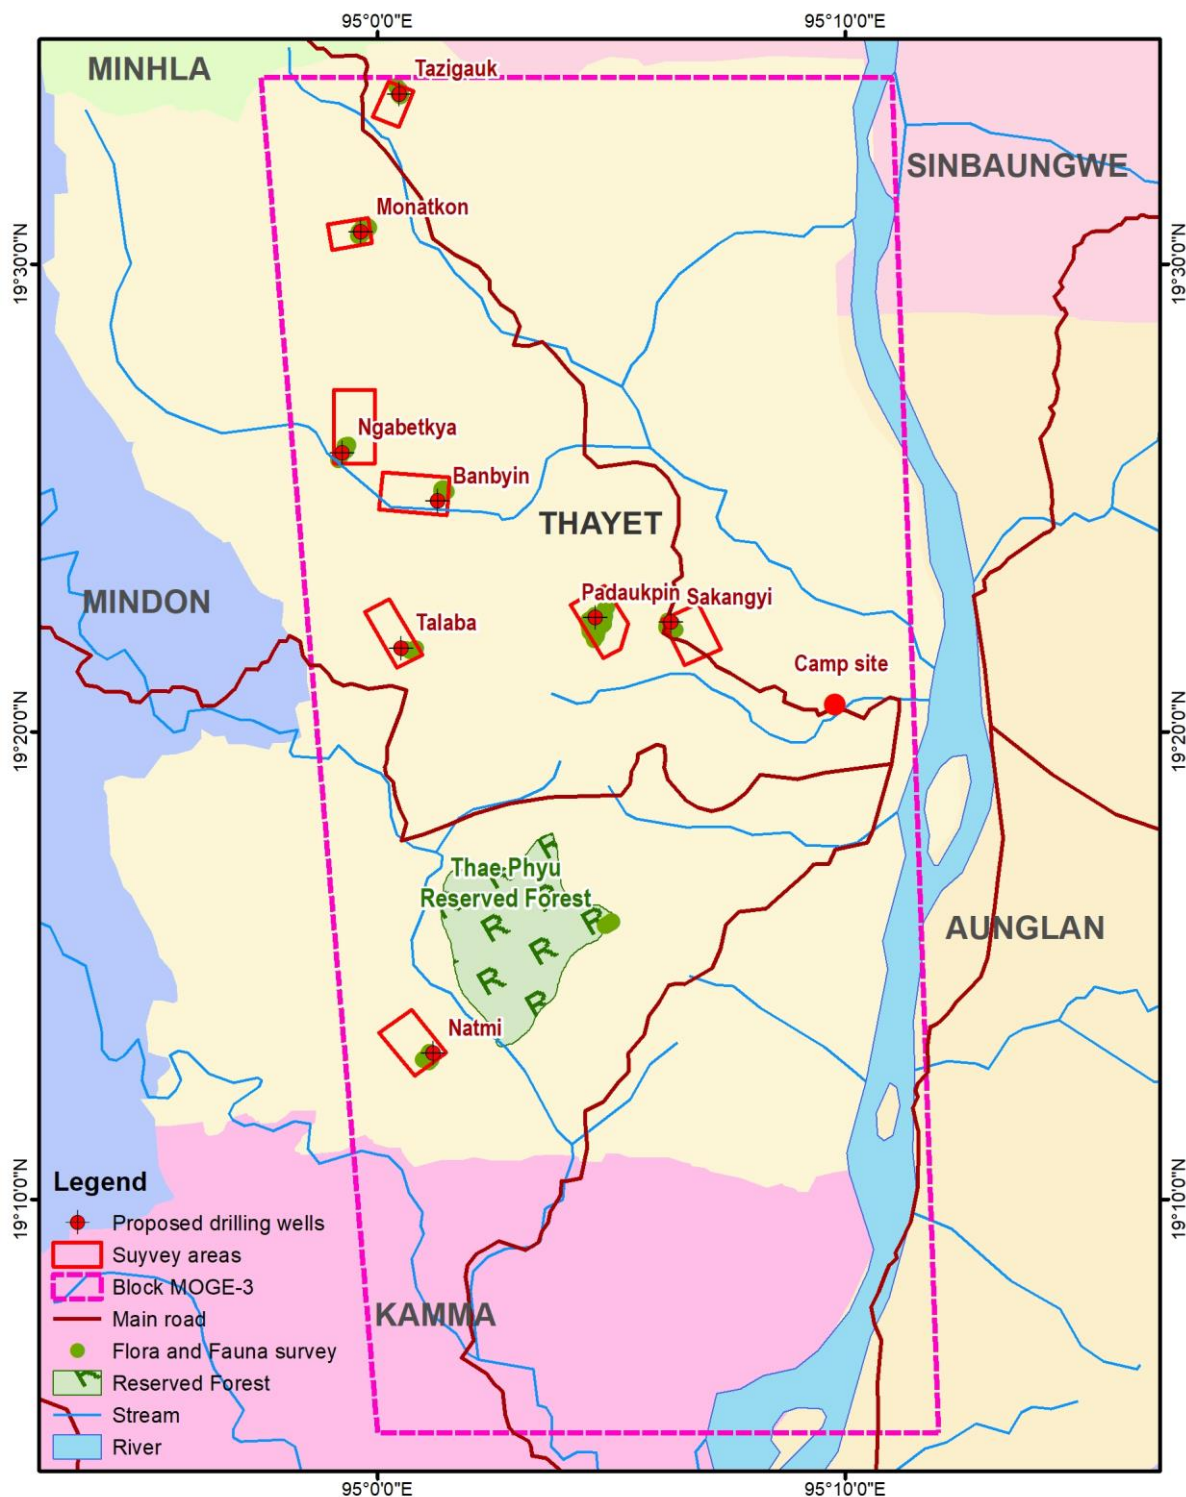 95°0'0"E
95°10'0"E
MINHLA
Tazigauk
SINBAUNGWE
Monatkon
19°30'0"N
19°30'0"N
Ngabetkya
Banbyin
THAYET
MINDON
Padaukpin
Sakangyi
Talaba
Camp site
19°20'0"N
19°20'0"N
Thae Phyu
Reserved Forest
R
R
R
R
R
R
R
R
R
AUNGLAN
Natmi
19°10'0"N
19°10'0"N
Legend
Proposed drilling wells
Suyvey areas
Block MOGE-3
Main road
KAMMA
Flora and Fauna survey
R
Reserved Forest
Stream
River
95°0'0"E
95°10'0"E